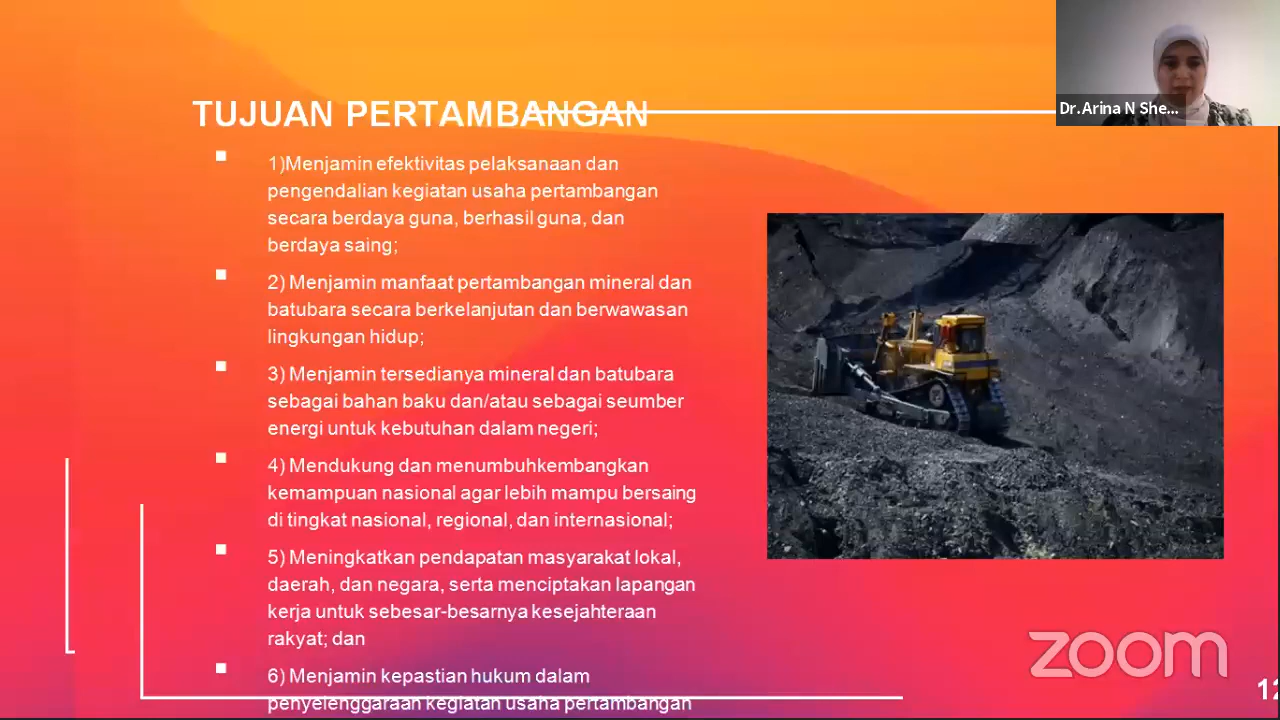 TUJUAN PERTAMBANGAN
1)Menjamin efektivitas pelaksanaan dan
pengendalian kegiatan usaha pertambangan
secara berdaya guna, berhasil guna, dan
berdaya saing;
2) Menjamin manfaat pertambangan mineral dan
batubara secara berkelanjutan dan berwawasan
lingkungan hidup;
3) Menjamin tersedianya mineral dan batubara
sebagai bahan baku dan/atau sebagai seumber
energi untuk kebutuhan dalam negeri;
4) Mendukung dan menumbuhkembangkan
kemampuan nasional agar lebih mampu bersaing
di tingkat nasional, regional, dan internasional;
5) Meningkatkan pendapatan masyarakat lokal,
daerah, dan negara, serta menciptakan lapangan
kerja untuk sebesar-besarnya kesejahteraan
rakyat; dan
6) Menjamin kepastian hukum dalam
penyelenggaraan kegiatan usaha pertambangan
Dr.Arina N She...
zoom
12